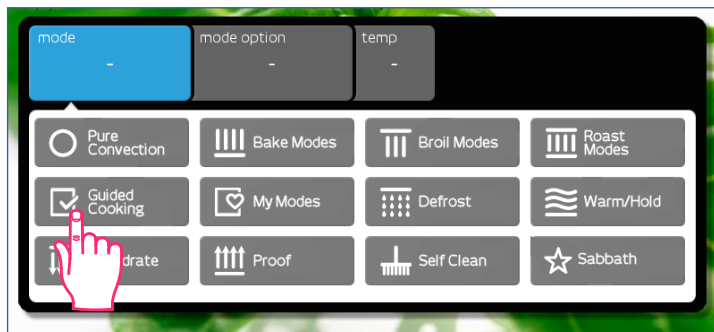 mode mode option temp
- - -
Pure Convection Bake Modes Broil Modes Roast Modes
Guided Cooking My Modes Defrost Warm/Hold
drate Proof Self Clean Sabbath